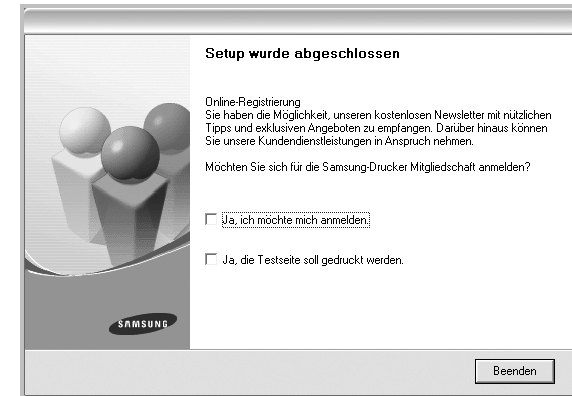 Setup wurde abgeschlossen
Online-Registrierung
Sie haben die Möglichkeit, unseren kostenlosen Newsletter mit nützlichen
Tipps und exklusiven Angeboten zu empfangen. Darüber hinaus können
Sie unsere Kundendienstleistungen in Anspruch nehmen.
Möchten Sie sich für die Samsung-Drucker Mitgliedschaft anmelden?
Ja, ich möchte mich anmelden.
Ja, die Testseite soll gedruckt werden.
SAMSUNG
Beenden